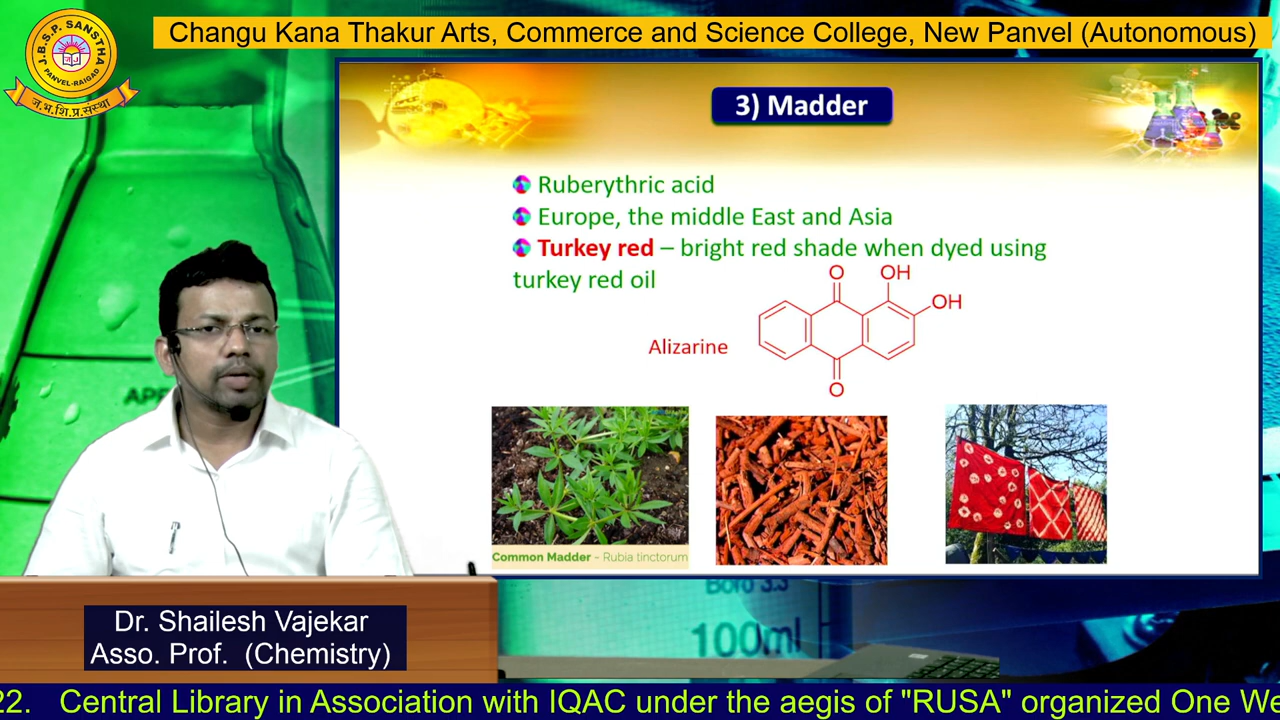 Changu Kana Thakur Arts, Commerce and Science College, New Panvel (Autonomous)
J.B.S.P. SANSTHA
PANVEL-RAIGAD
ज.भ.शि.प्र.संस्था
3) Madder
Ruberythric acid
Europe, the middle East and Asia
Turkey red – bright red shade when dyed using
turkey red oil
O
OH
OH
Alizarine
O
Common Madder - Rubia tinctorum
100ml
Dr. Shailesh Vajekar
Asso. Prof. (Chemistry)
22. Central Library in Association with IQAC under the aegis of "RUSA" organized One We